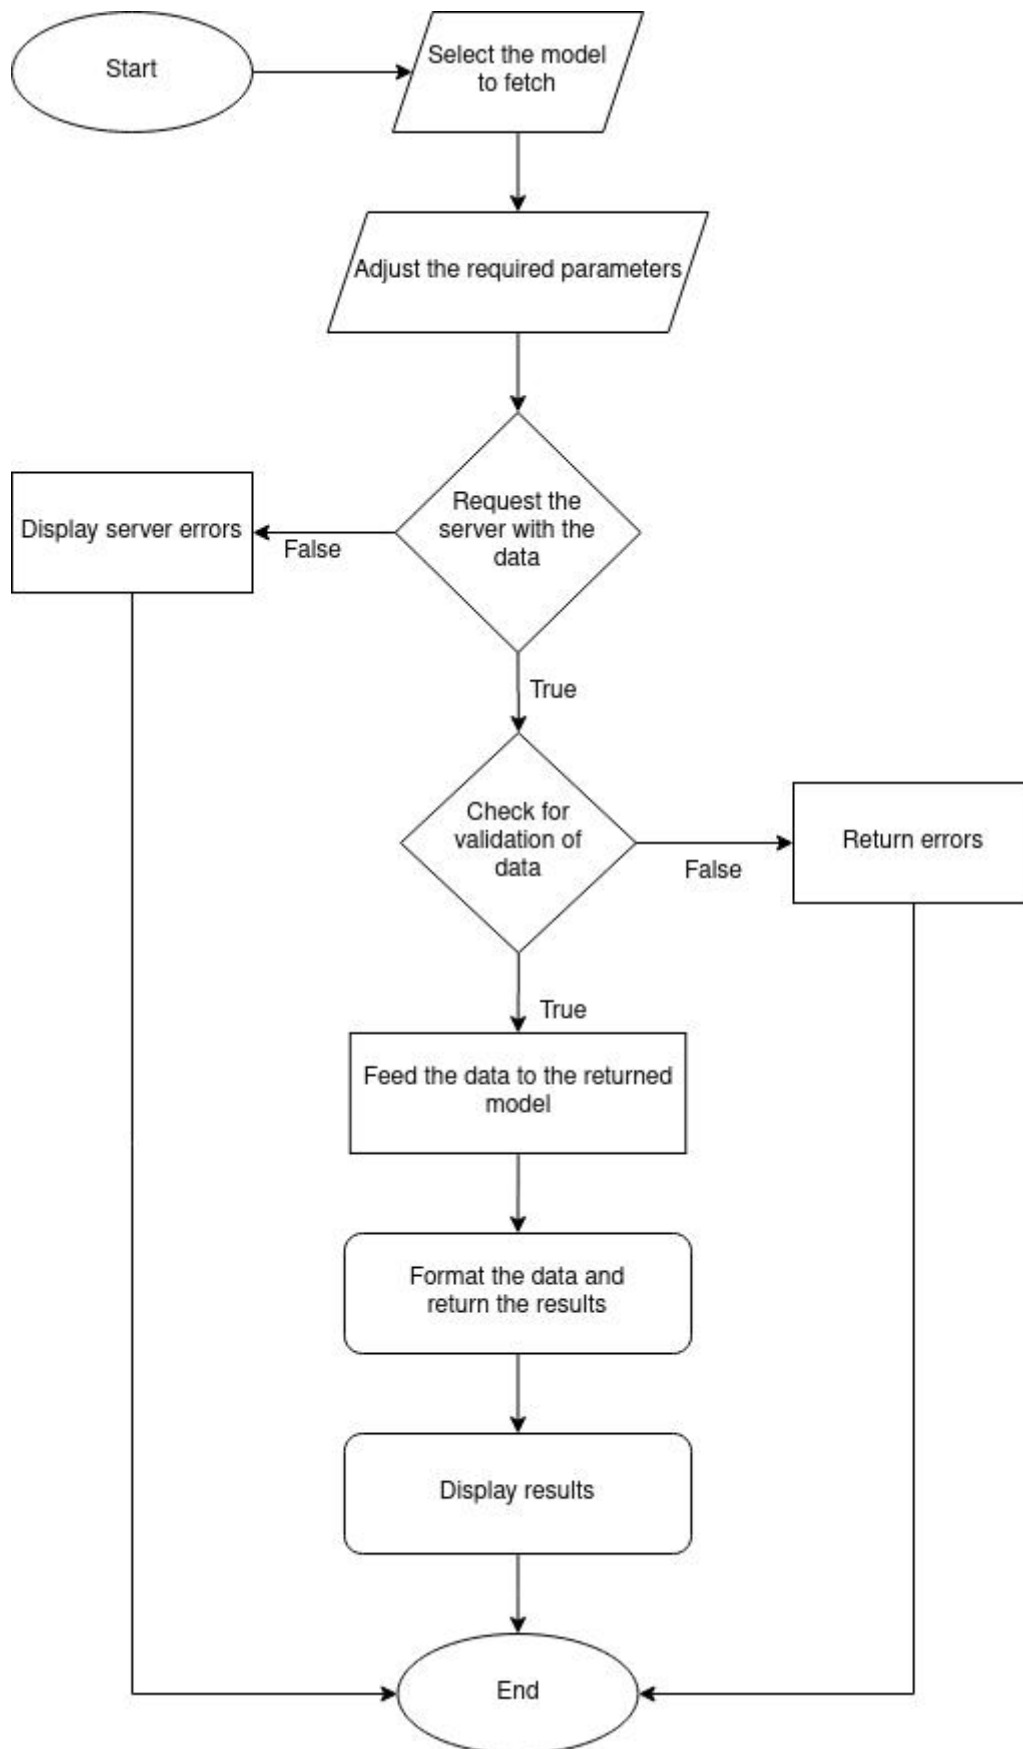 Start
Select the model
to fetch
Adjust the required parameters
Request the
server with the
data
Display server errors
False
True
Check for
validation of
data
False
Return errors
True
Feed the data to the returned
model
Format the data and
return the results
Display results
End